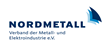 NORDMETALL
Verband der Metall- und
Elektroindustrie e.V.